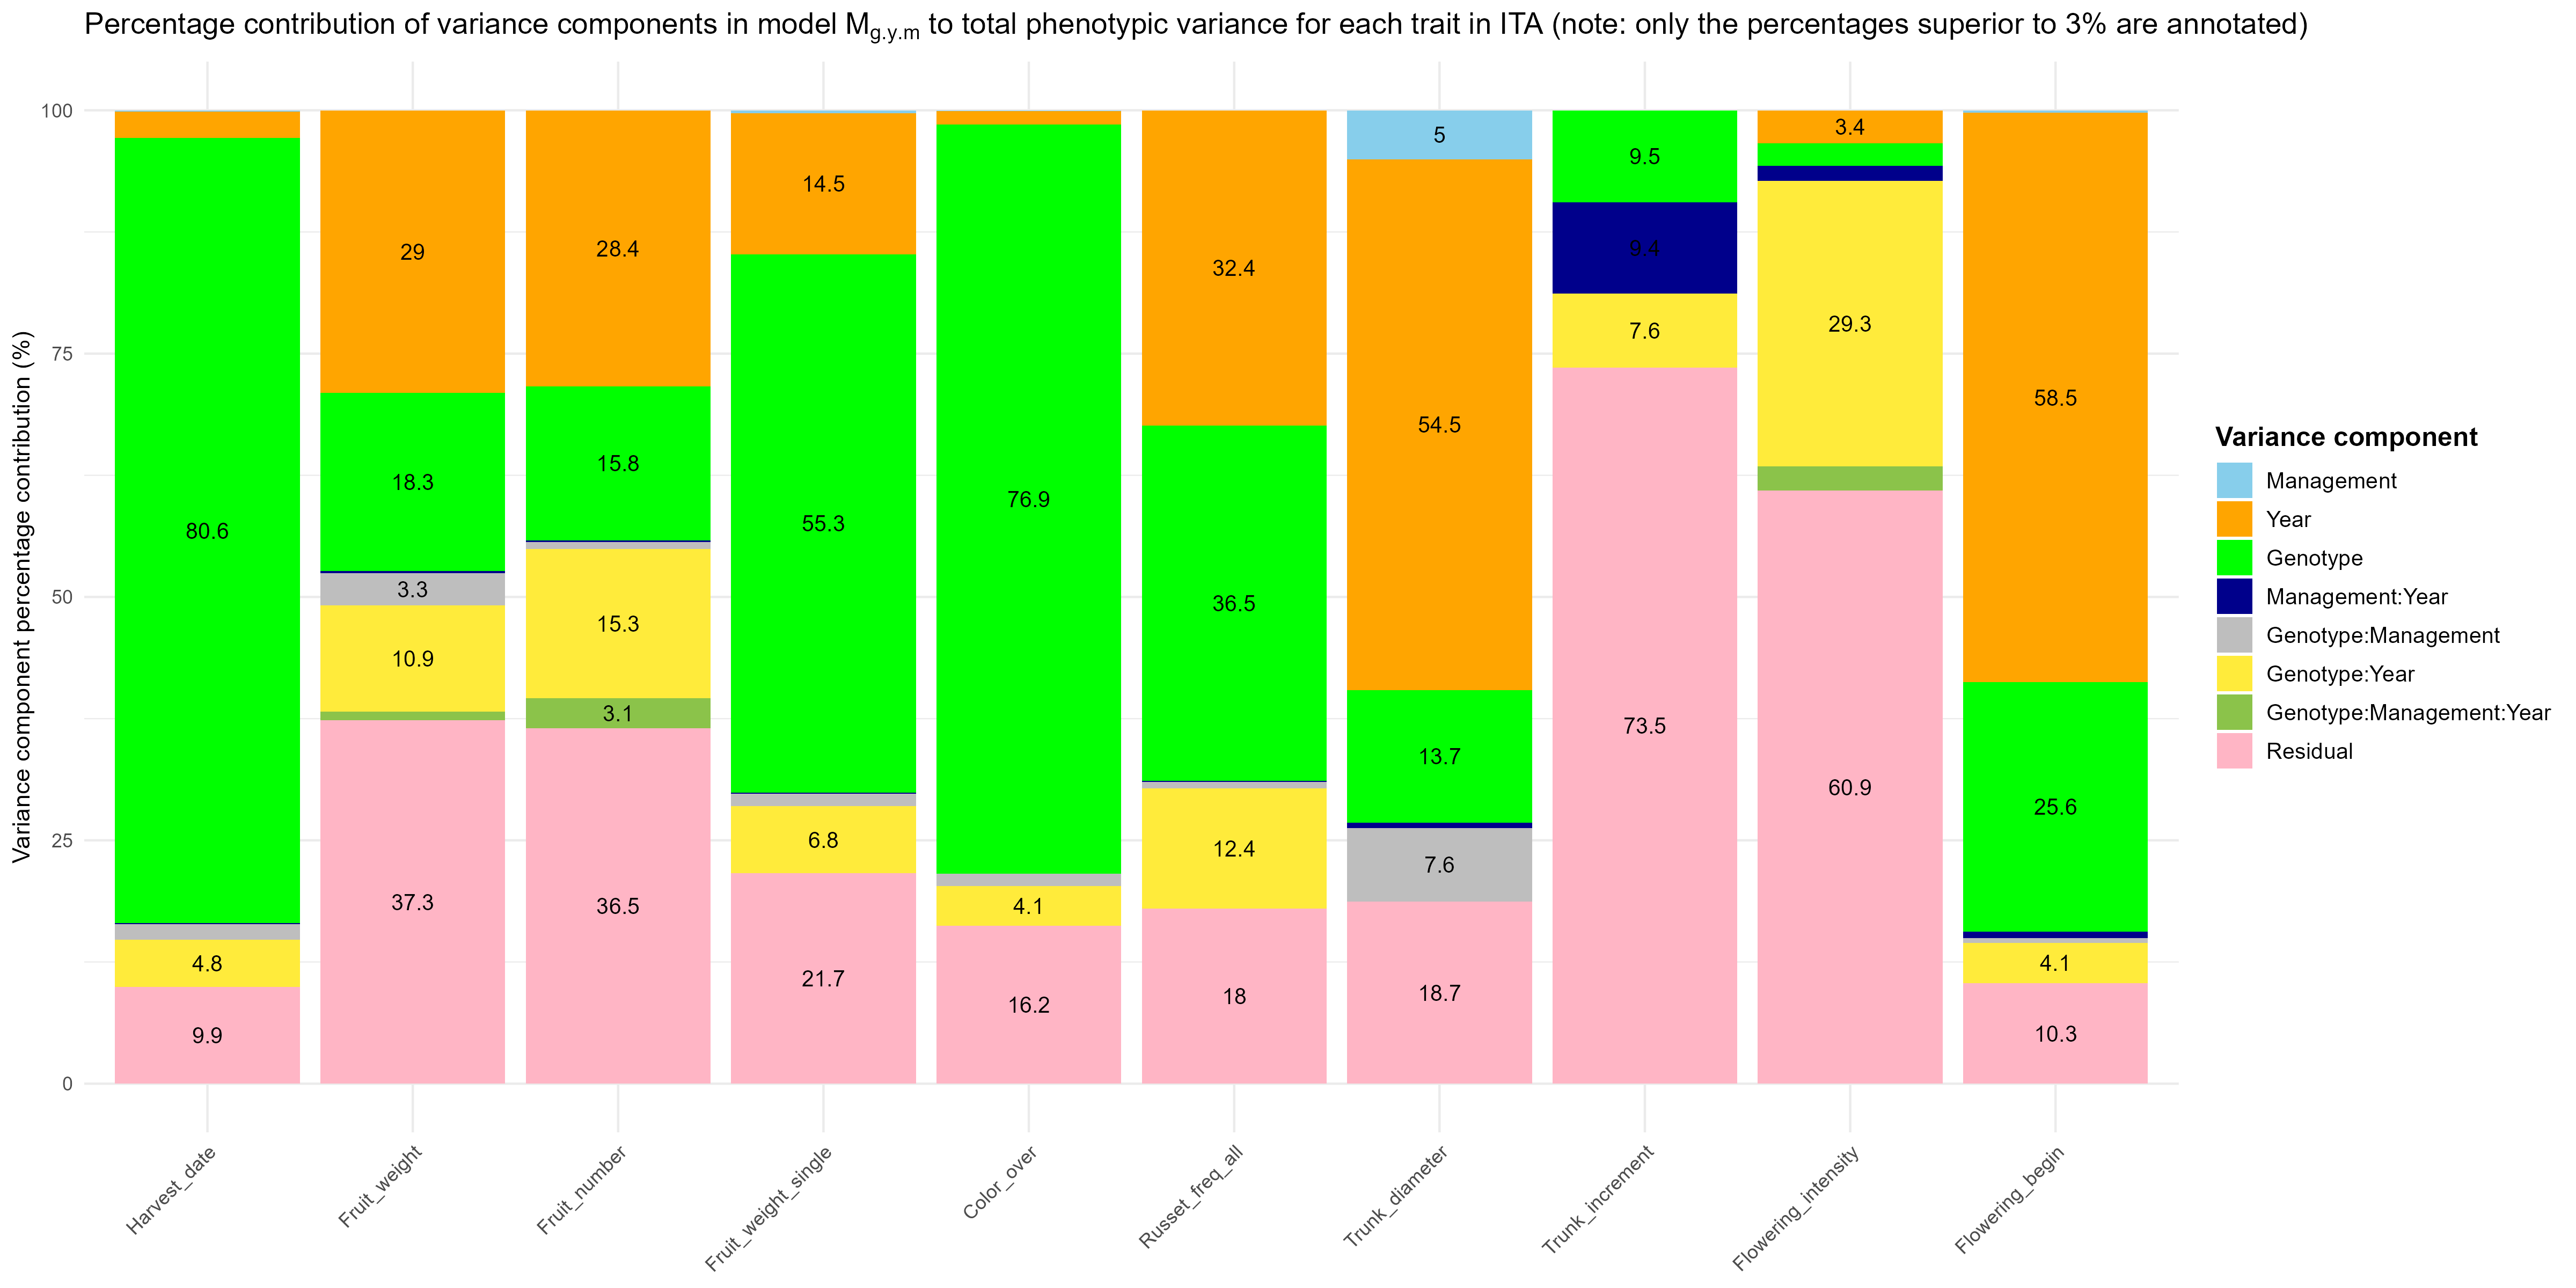 Percentage contribution of variance components in model Mg.y.m to total phenotypic variance for each trait in ITA (note: only the percentages superior to 3% are annotated)
Variance component percentage contribution (%)
100
75
50
25
0
80.6
4.8
9.9
29
18.3
3.3
10.9
37.3
28.4
15.8
15.3
3.1
36.5
14.5
55.3
6.8
21.7
76.9
4.1
16.2
32.4
36.5
12.4
18
5
54.5
13.7
7.6
18.7
9.5
9.4
7.6
73.5
3.4
29.3
60.9
58.5
25.6
4.1
10.3
Harvest_date
Fruit_weight
Fruit_number
Fruit_weight_single
Color_over
Russet_freq_all
Trunk_diameter
Trunk_increment
Flowering_intensity
Flowering_begin
Variance component
Management
Year
Genotype
Management:Year
Genotype:Management
Genotype:Year
Genotype:Management:Year
Residual